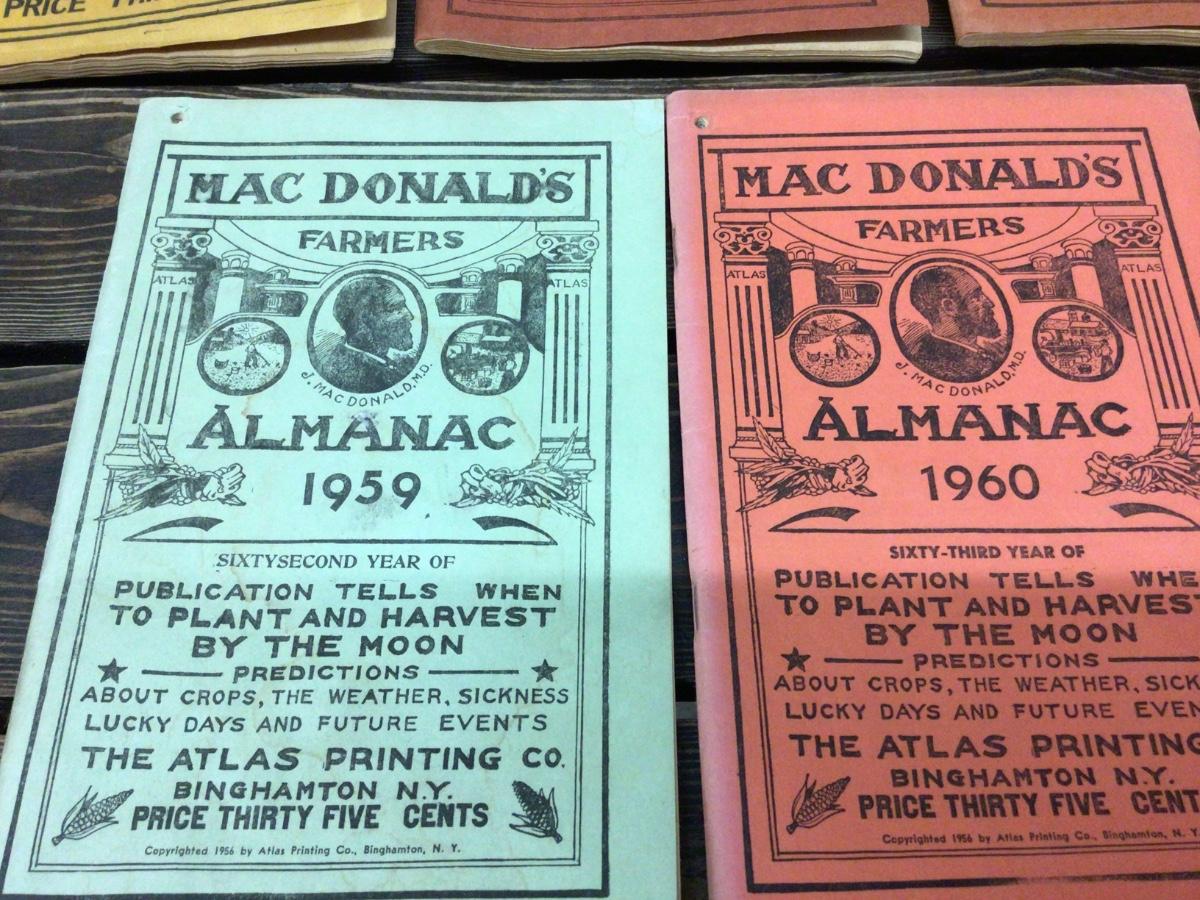 PRICE
MAC DONALD'S
FARMERS
ATLAS
ATLAS
J. MAC DONALD, M.D.
ALMANAC
1959
SIXTYSECOND YEAR OF
PUBLICATION TELLS WHEN
TO PLANT AND HARVEST
BY THE MOON
PREDICTIONS
ABOUT CROPS, THE WEATHER, SICKNESS
LUCKY DAYS AND FUTURE EVENTS
THE ATLAS PRINTING CO.
BINGHAMTON N.Y.
PRICE THIRTY FIVE CENTS
Copyrighted 1956 by Atlas Printing Co., Binghamton, N. Y.
MAC DONALD'S
FARMERS
ATLAS
ATLAS
J. MAC DONALD, M.D.
ALMANAC
1960
SIXTY-THIRD YEAR OF
PUBLICATION TELLS WHE
TO PLANT AND HARVEST
BY THE MOON
PREDICTIONS
ABOUT CROPS, THE WEATHER, SICK
LUCKY DAYS AND FUTURE EVEN
THE ATLAS PRINTING
BINGHAMTON N.Y.
PRICE THIRTY FIVE CENT
Copyrighted 1956 by Atlas Printing Co., Binghamton, N. Y.